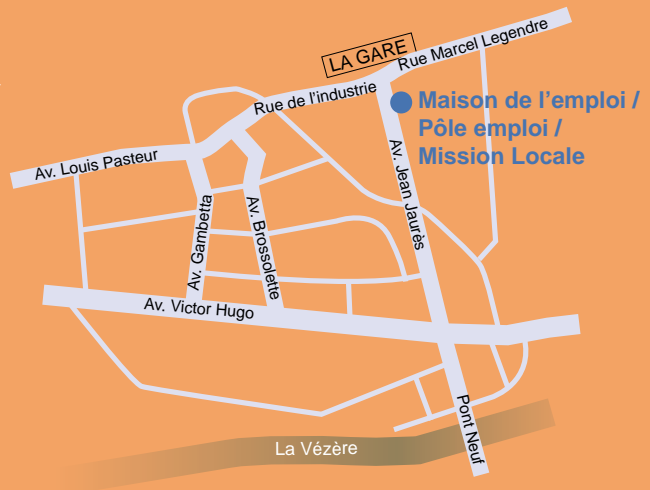 LA GARE
Rue Marcel Legendre
Rue de l'industrie
Maison de l'emploi /
Pôle emploi /
Mission Locale
Av. Louis Pasteur
Av. Jean Jaurès
Av. Gambetta
Av. Brossolette
Av. Victor Hugo
Pont Neuf
La Vézère